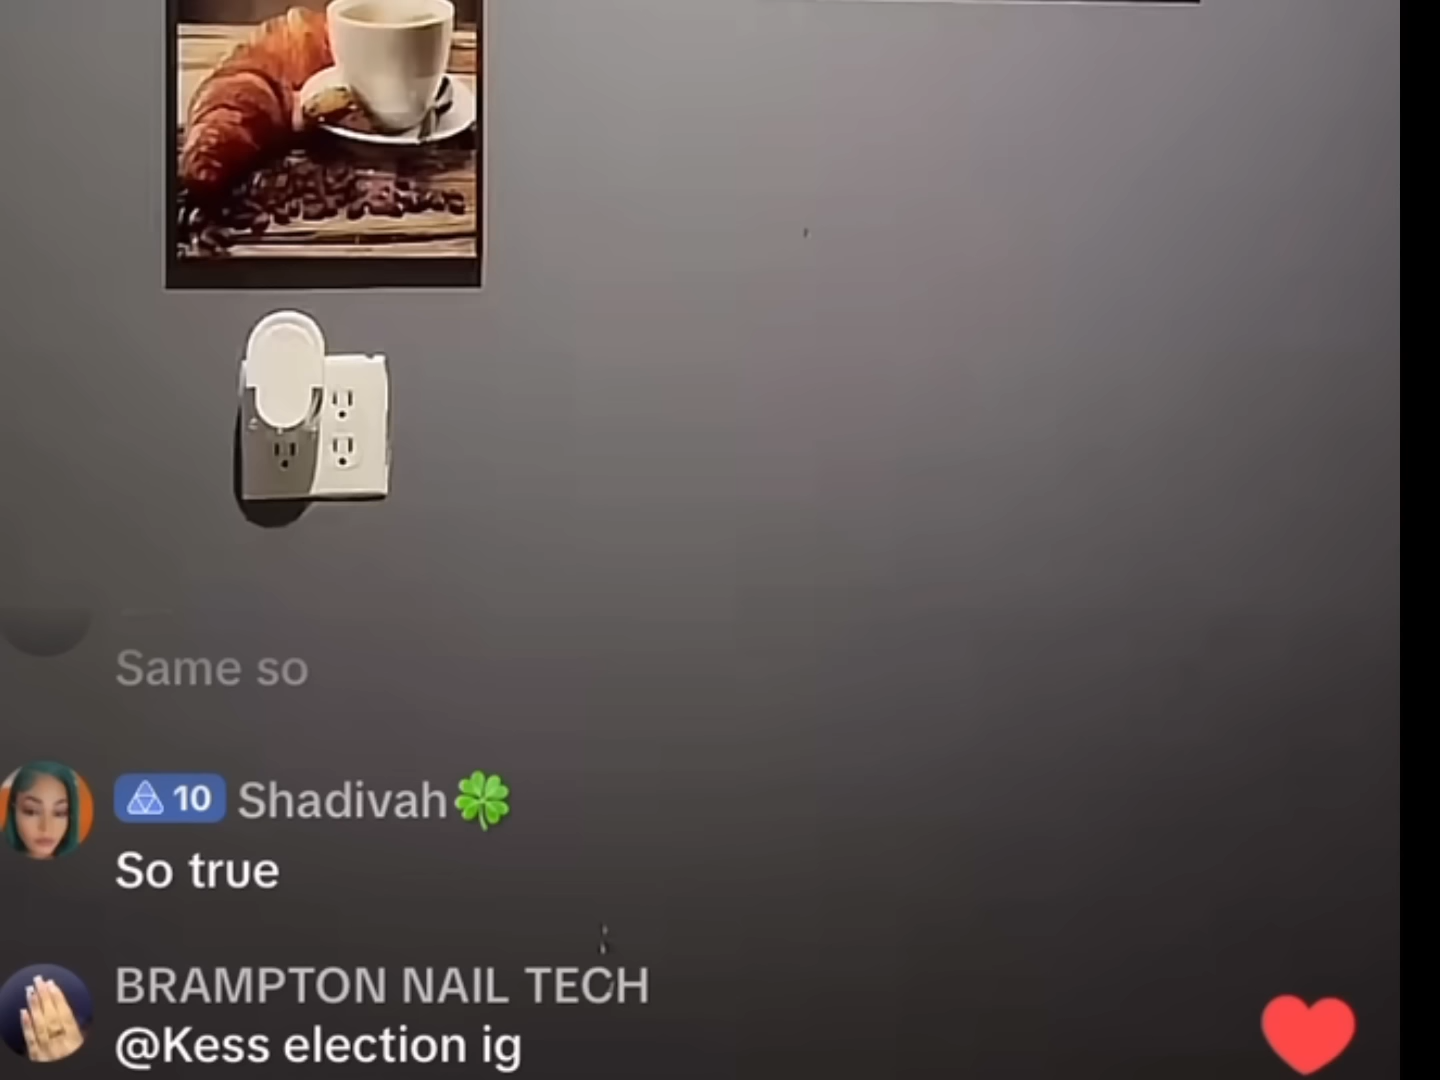 Same so
10 Shadivah🍀
So true
BRAMPTON NAIL TECH
@Kess election ig